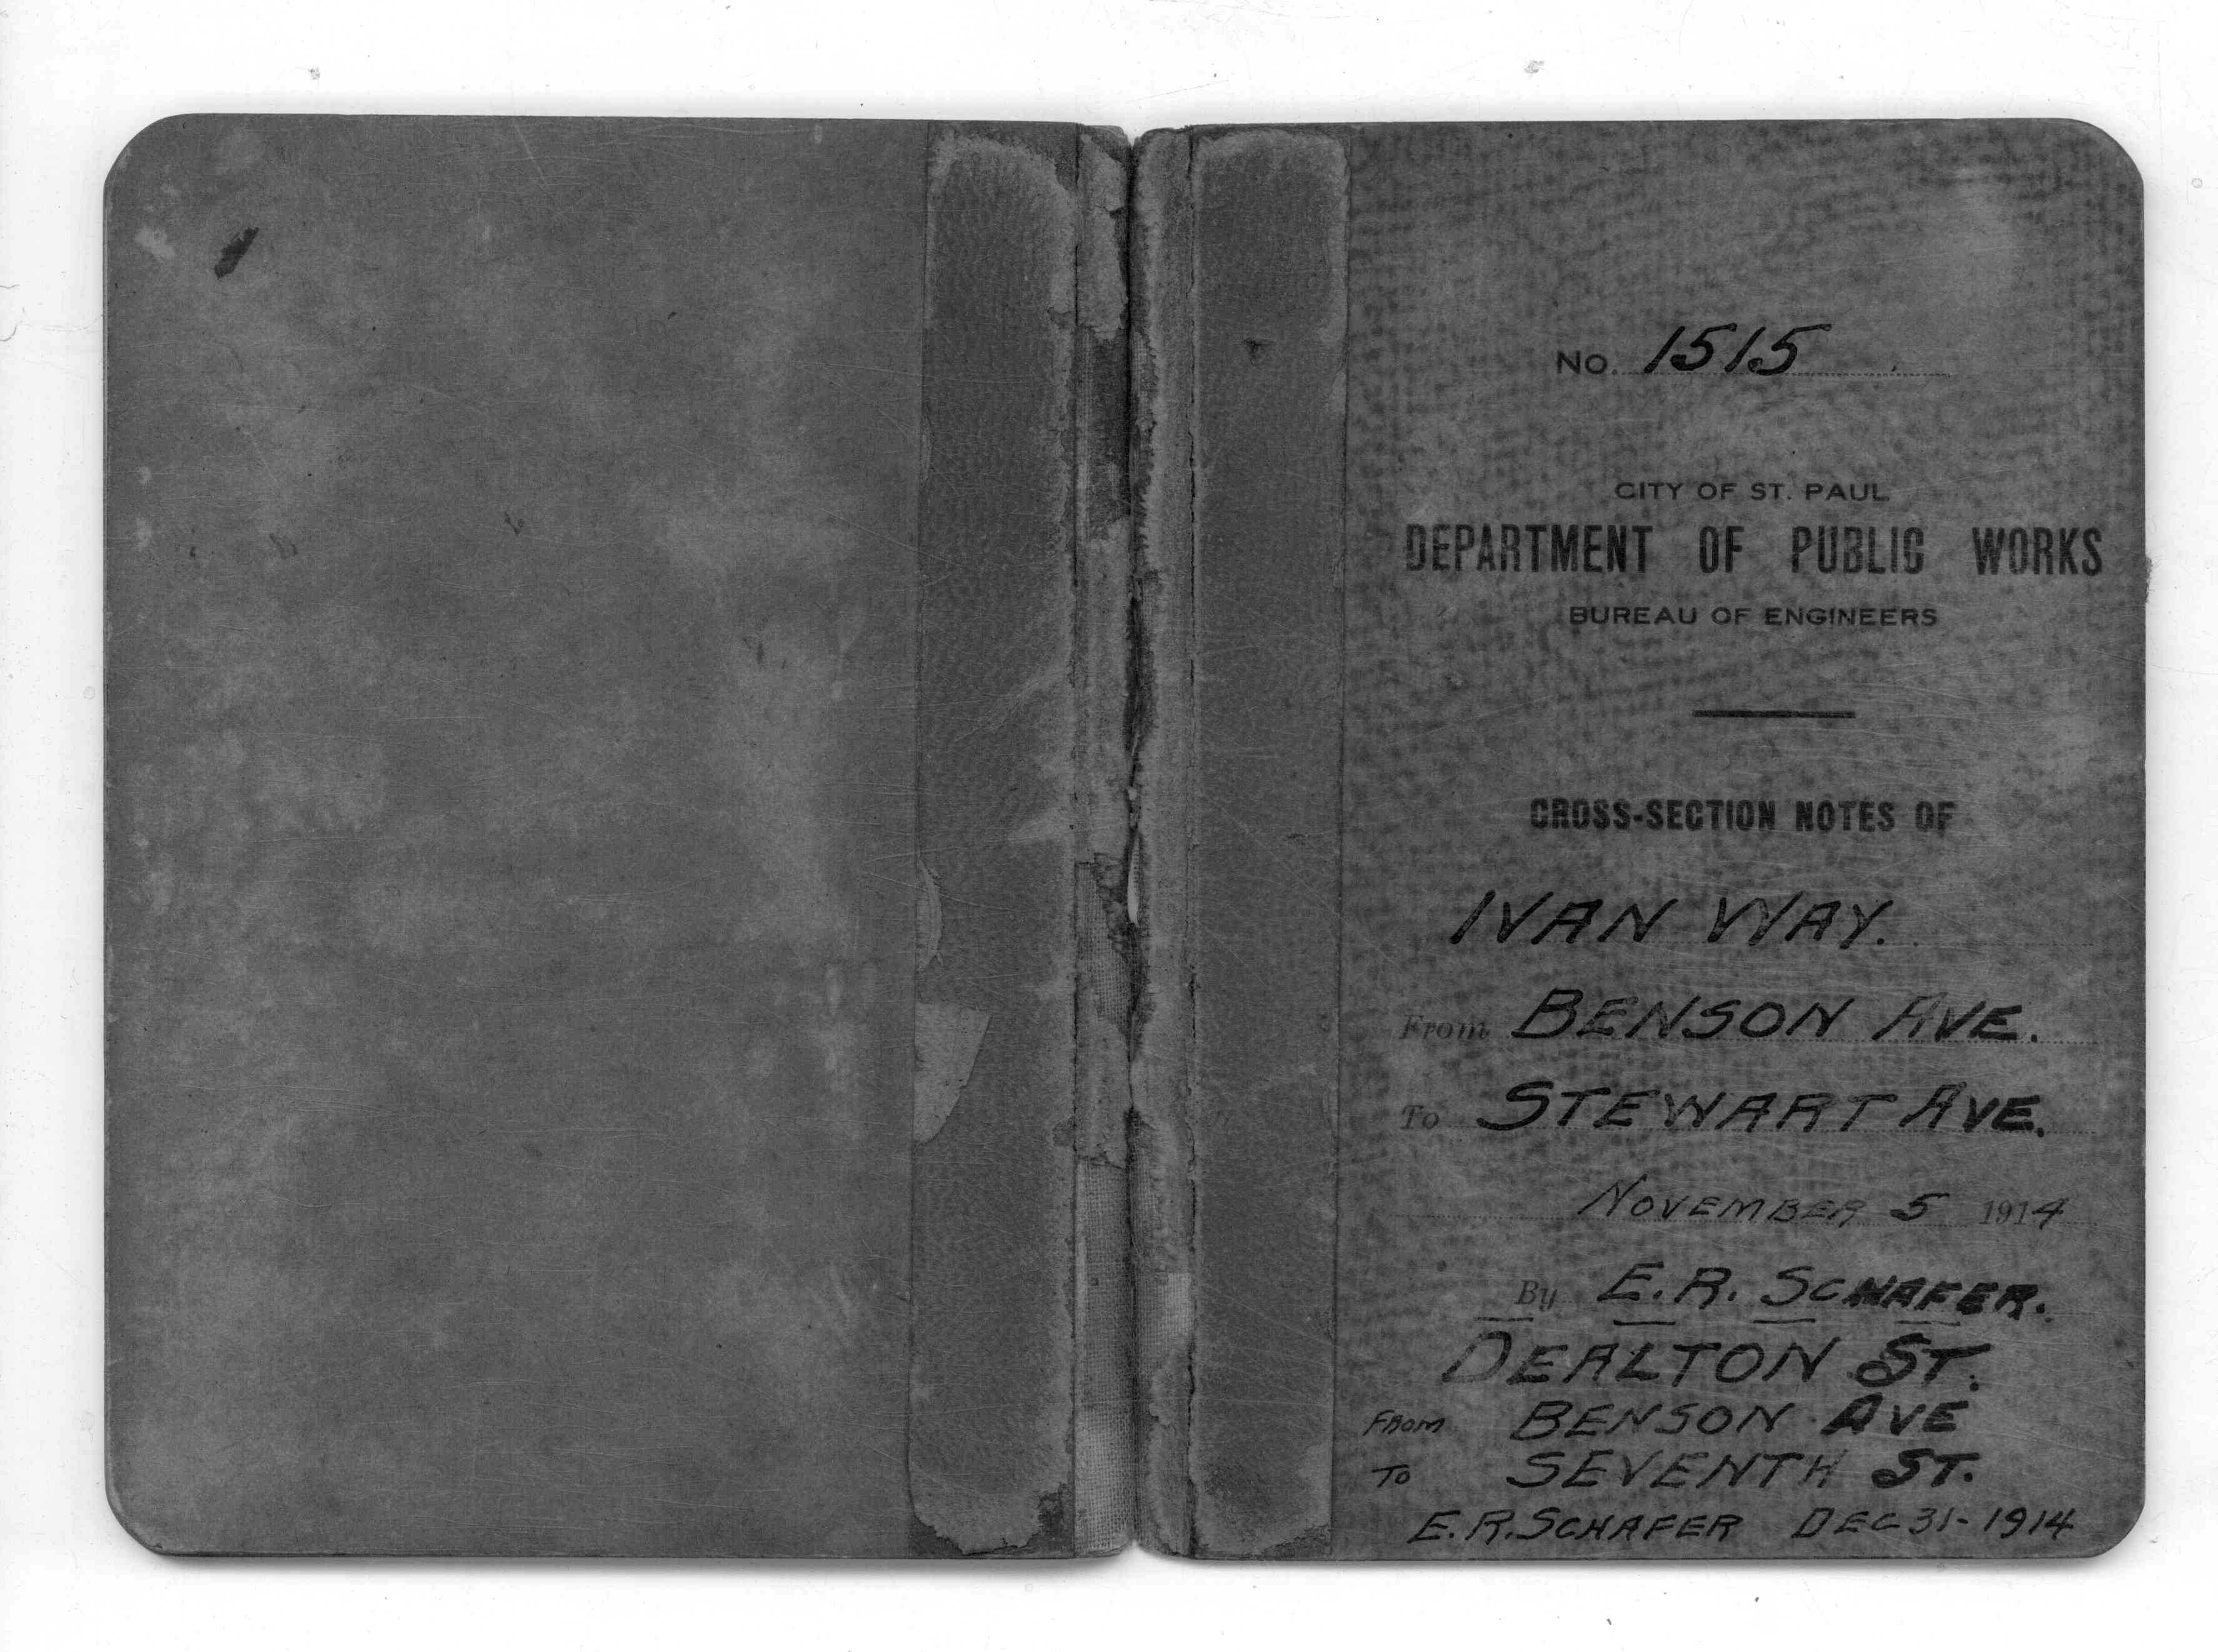 No. 1515
CITY OF ST. PAUL
DEPARTMENT OF PUBLIC WORKS
BUREAU OF ENGINEERS
CROSS-SECTION NOTES OF
IVAN WAY.
From BENSON AVE.
To STEWART AVE.
NOVEMBER 5 1914
By E.R. SCHAFER.
DEALTON ST.
FROM BENSON AVE
TO SEVENTH ST.
E.R. SCHAFER DEC 31-1914